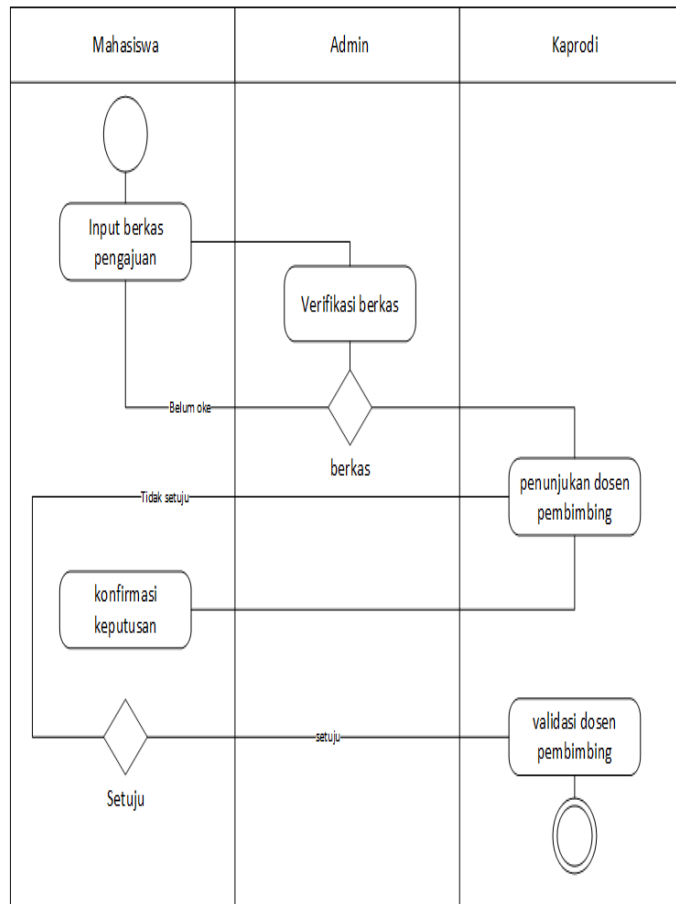 Mahasiswa
Admin
Kaprodi
Input berkas
pengajuan
Verifikasi berkas
Belum oke
berkas
penunjukan dosen
pembimbing
Tidak setuju
konfirmasi
keputusan
setuju
validasi dosen
pembimbing
Setuju